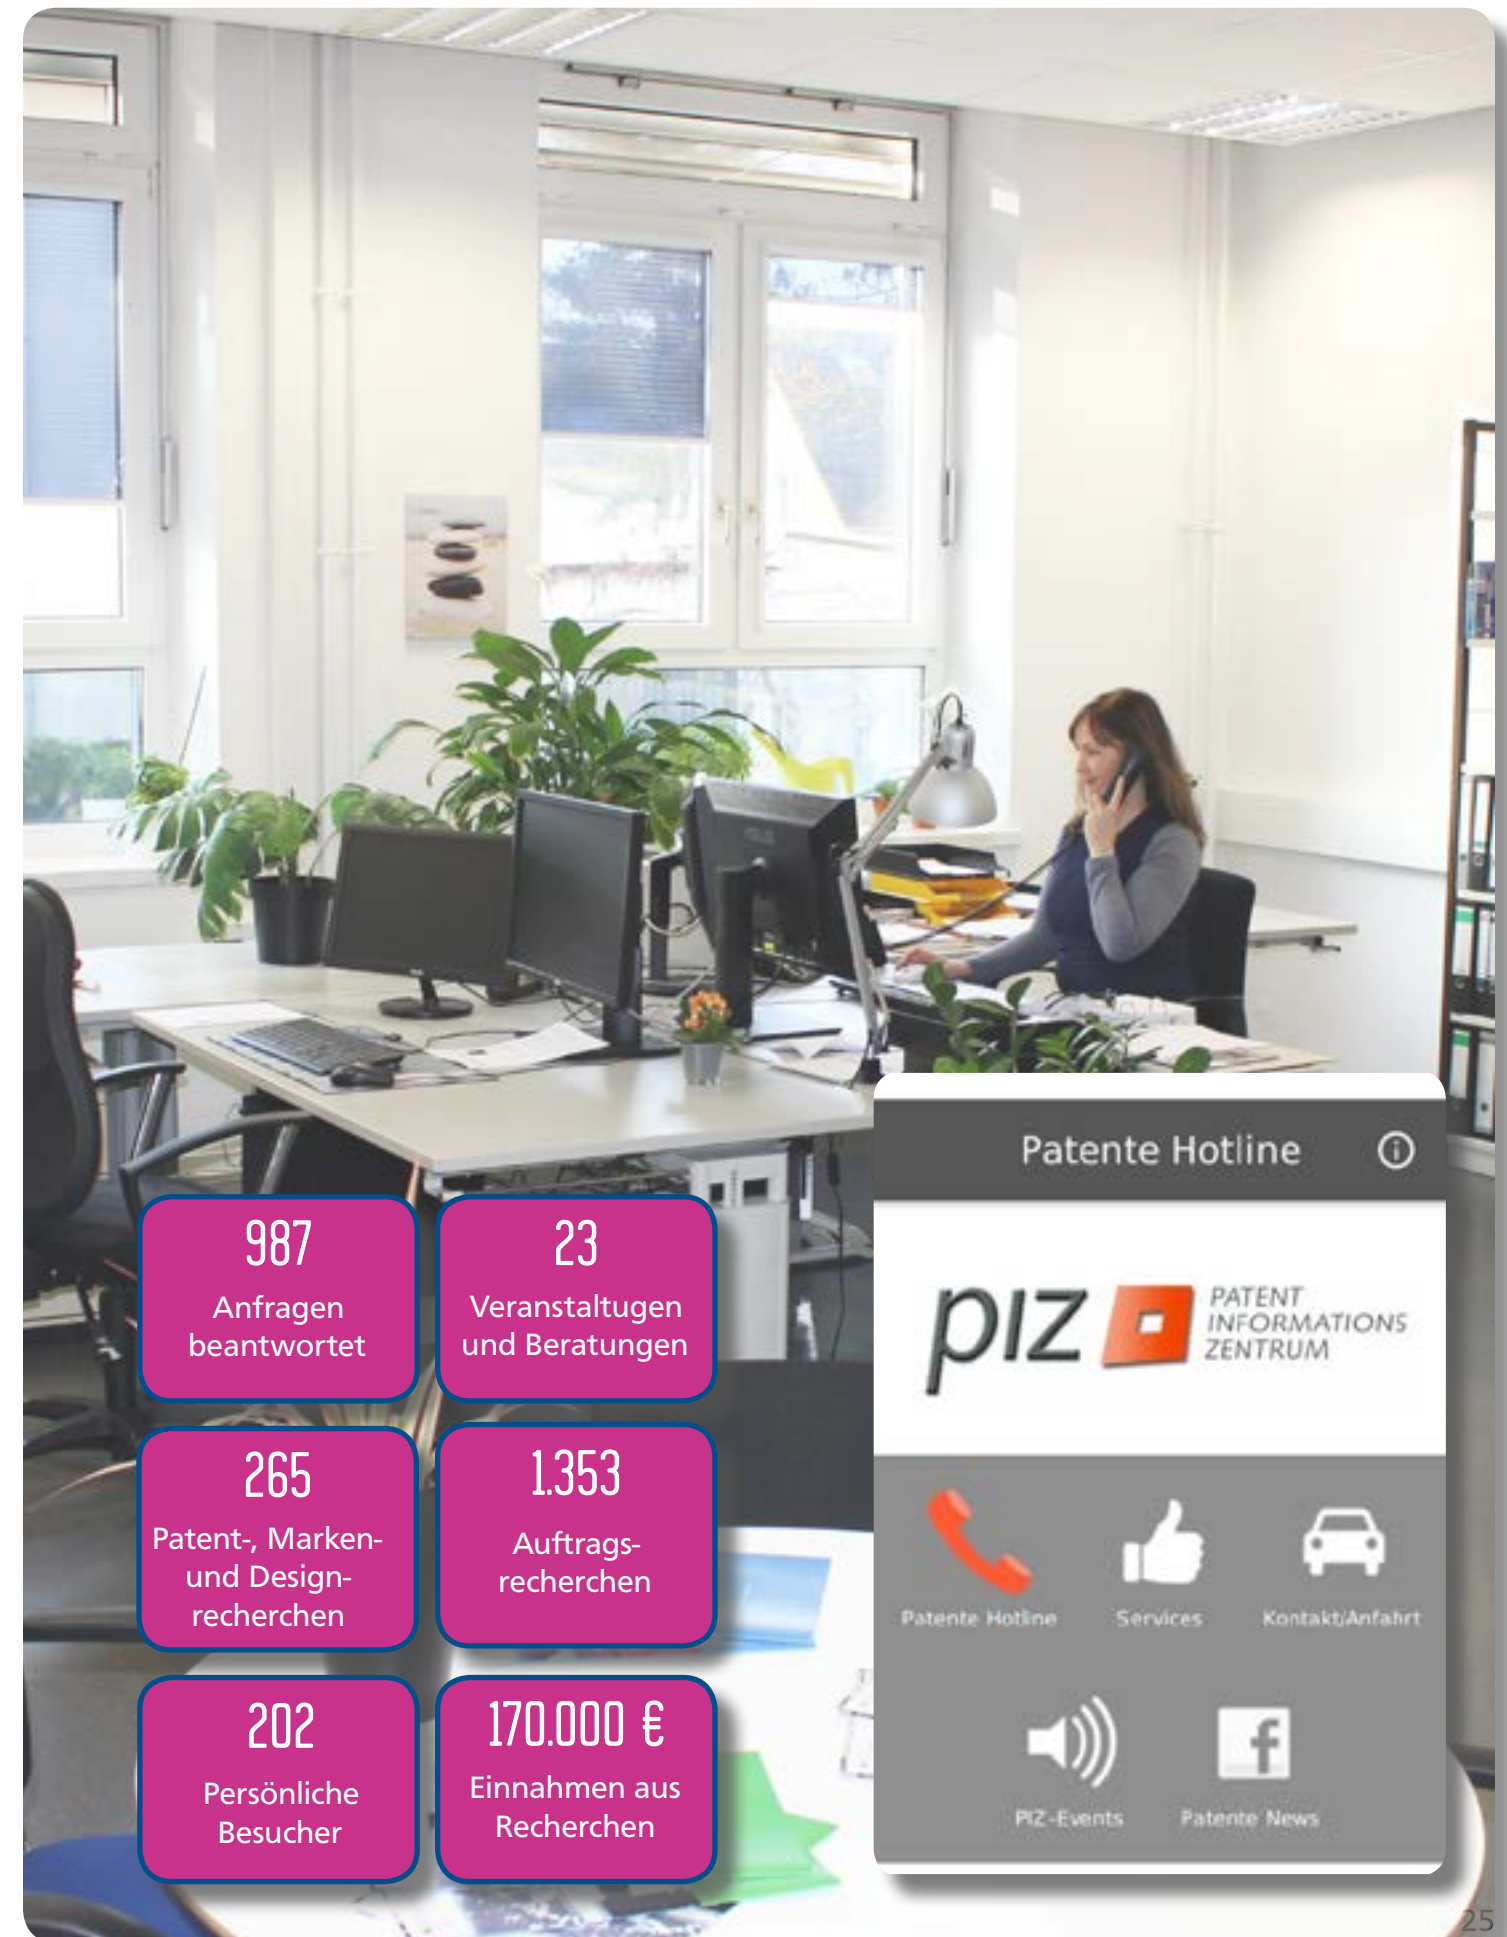 987
Anfragen
beantwortet
23
Veranstaltugen
und Beratungen
265
Patent-, Marken-
und Design-
recherchen
1.353
Auftrags-
recherchen
202
Persönliche
Besucher
170.000 €
Einnahmen aus
Recherchen
Patente Hotline
piz
PATENT
INFORMATIONS
ZENTRUM
Patente Hotline
Services
Kontakt/Anfahrt
PIZ-Events
Patente News
25